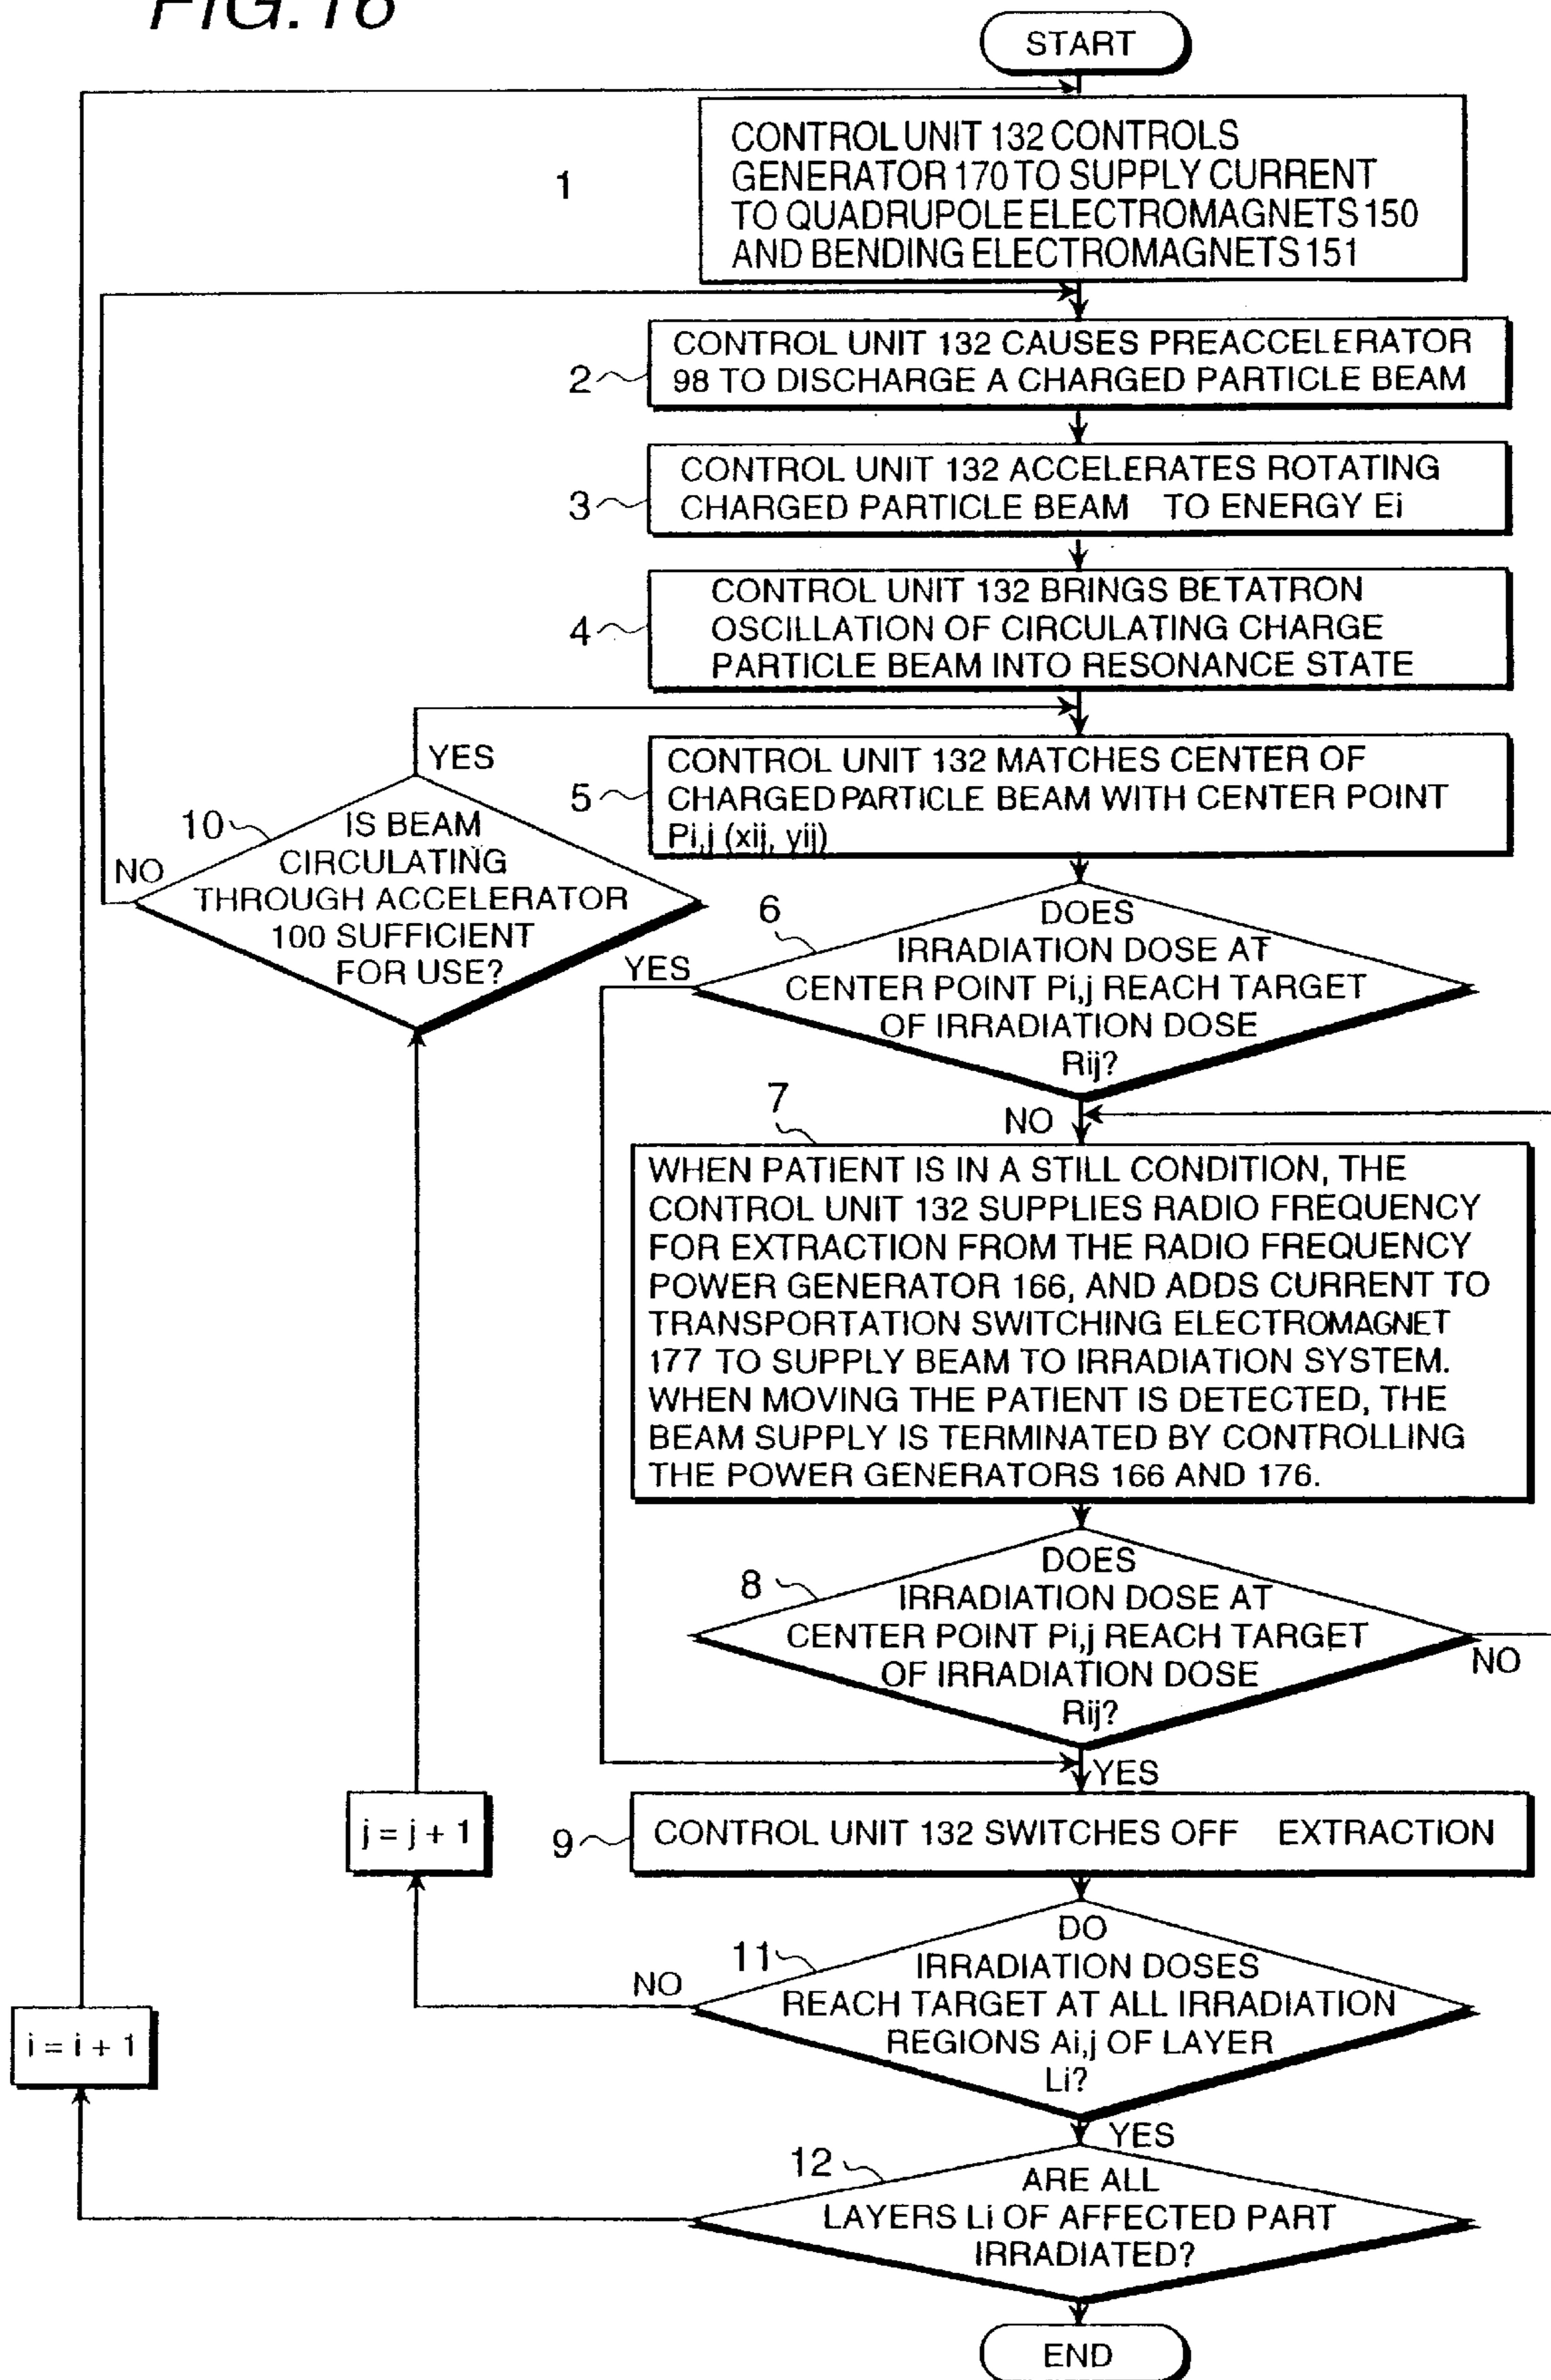 FIG.16
START
1
CONTROL UNIT 132 CONTROLS
GENERATOR 170 TO SUPPLY CURRENT
TO QUADRUPOLE ELECTROMAGNETS 150
AND BENDING ELECTROMAGNETS 151
2
CONTROL UNIT 132 CAUSES PREACCELERATOR
98 TO DISCHARGE A CHARGED PARTICLE BEAM
3
CONTROL UNIT 132 ACCELERATES ROTATING
CHARGED PARTICLE BEAM TO ENERGY Ei
4
CONTROL UNIT 132 BRINGS BETATRON
OSCILLATION OF CIRCULATING CHARGE
PARTICLE BEAM INTO RESONANCE STATE
5
CONTROL UNIT 132 MATCHES CENTER OF
CHARGED PARTICLE BEAM WITH CENTER POINT
Pi,j (xij, yij)
YES
10
NO
IS BEAM
CIRCULATING
THROUGH ACCELERATOR
100 SUFFICIENT
FOR USE?
6
YES
DOES
IRRADIATION DOSE AT
CENTER POINT Pi,j REACH TARGET
OF IRRADIATION DOSE
Rij?
NO
7
WHEN PATIENT IS IN A STILL CONDITION, THE
CONTROL UNIT 132 SUPPLIES RADIO FREQUENCY
FOR EXTRACTION FROM THE RADIO FREQUENCY
POWER GENERATOR 166, AND ADDS CURRENT TO
TRANSPORTATION SWITCHING ELECTROMAGNET
177 TO SUPPLY BEAM TO IRRADIATION SYSTEM.
WHEN MOVING THE PATIENT IS DETECTED, THE
BEAM SUPPLY IS TERMINATED BY CONTROLLING
THE POWER GENERATORS 166 AND 176.
8
DOES
IRRADIATION DOSE AT
CENTER POINT Pi,j REACH TARGET
OF IRRADIATION DOSE
Rij?
NO
YES
j = j + 1
9
CONTROL UNIT 132 SWITCHES OFF EXTRACTION
11
NO
DO
IRRADIATION DOSES
REACH TARGET AT ALL IRRADIATION
REGIONS Ai,j OF LAYER
Li?
YES
i = i + 1
12
ARE ALL
LAYERS Li OF AFFECTED PART
IRRADIATED?
END